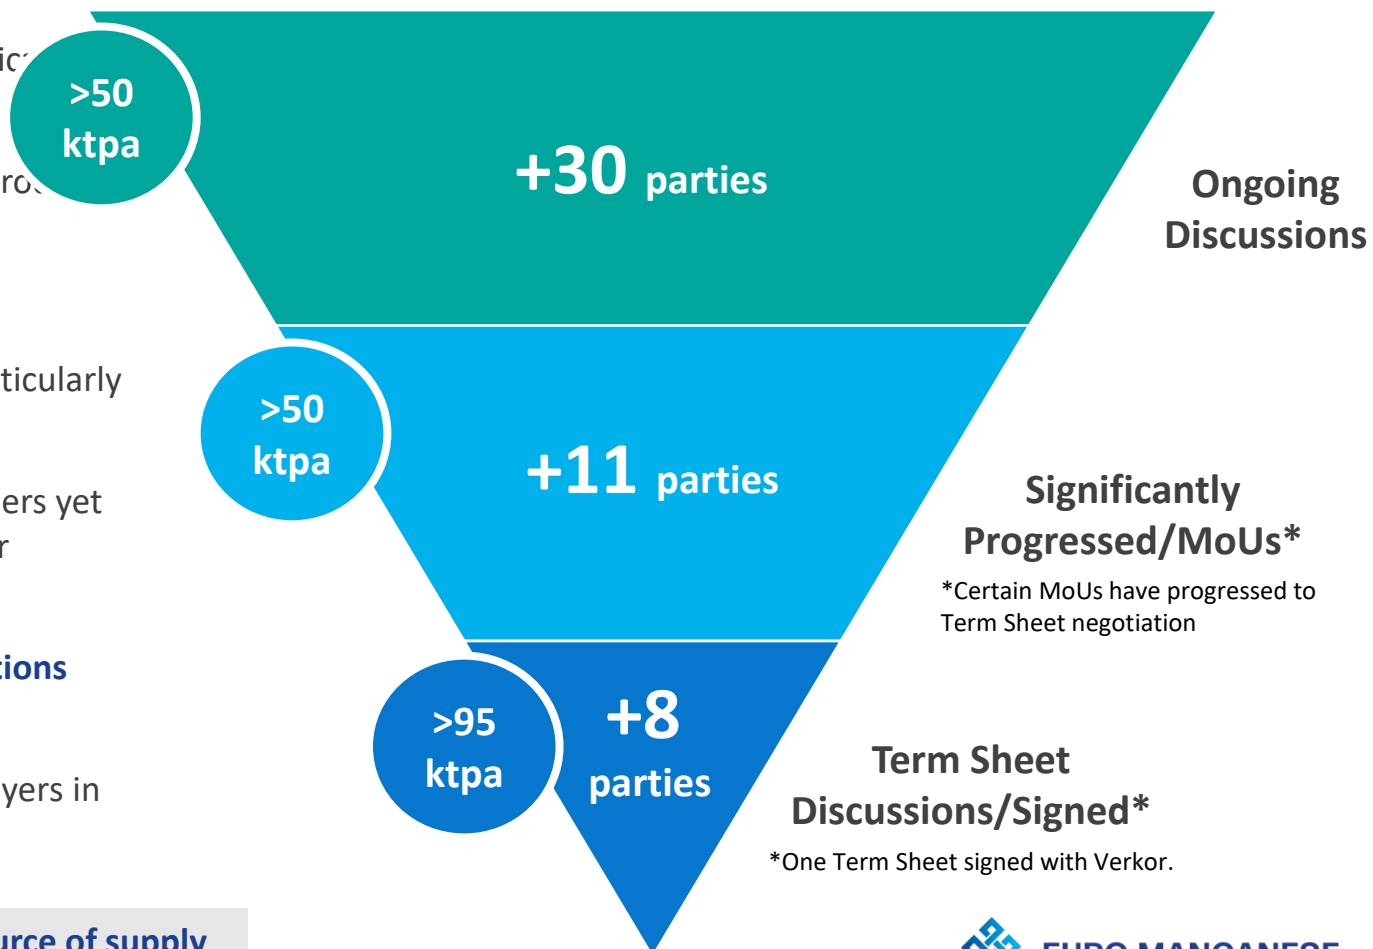 >50
ktpa
+30 parties
Ongoing
Discussions
ticularly
>50
ktpa
+11 parties
ers yet
r
Significantly
Progressed/MoUs*
*Certain MoUs have progressed to
Term Sheet negotiation
tions
>95
ktpa
+8
parties
yers in
Term Sheet
Discussions/Signed*
*One Term Sheet signed with Verkor.
urce of supply
EURO MANGANESE